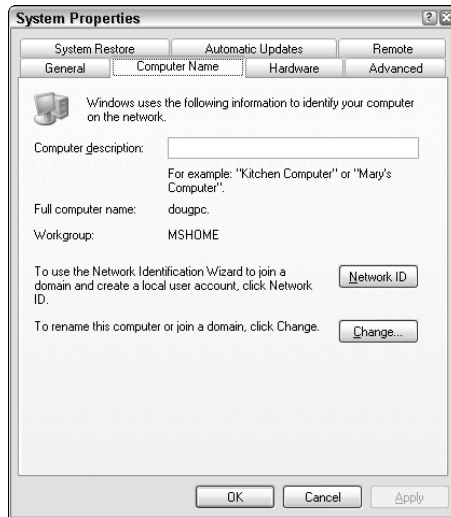 System Properties
System Restore Automatic Updates Remote
General Computer Name Hardware Advanced
Windows uses the following information to identify your computer
on the network.
Computer description:
For example: "Kitchen Computer" or "Mary's
Computer".
Full computer name: dougpc.
Workgroup: MSHOME
To use the Network Identification Wizard to join a
domain and create a local user account, click Network
ID.
Network ID
To rename this computer or join a domain, click Change.
Change...
OK Cancel Apply